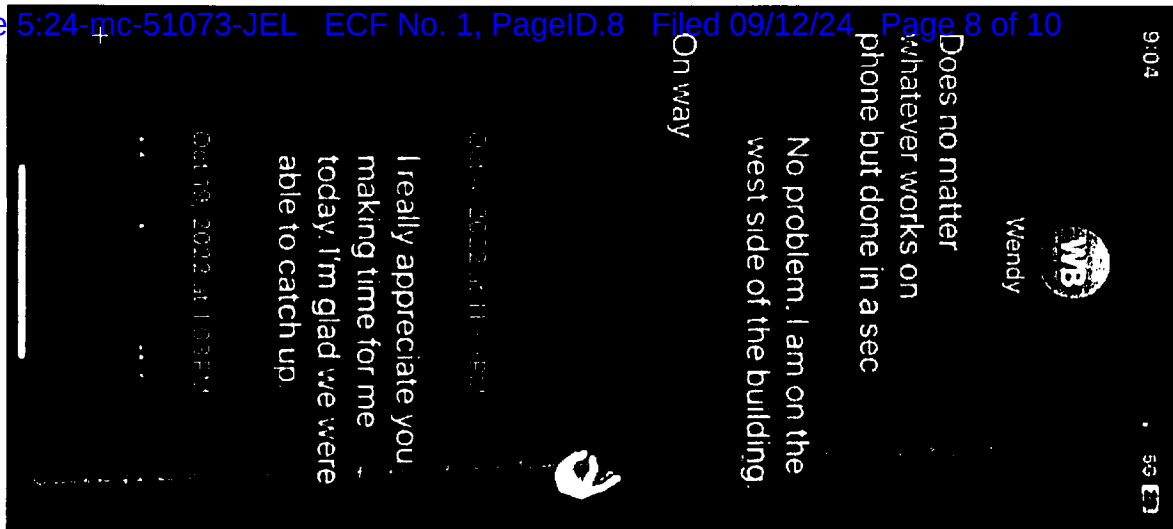 5:24-mc-51073-JEL ECF No. 1, PageID.8 Filed 09/12/24 Page 8 of 10
9:04
5G
WB
Wendy
Does no matter
whatever works on
phone but done in a sec
No problem. I am on the
west side of the building.
On way
I really appreciate you
making time for me
today. I'm glad we were
able to catch up.